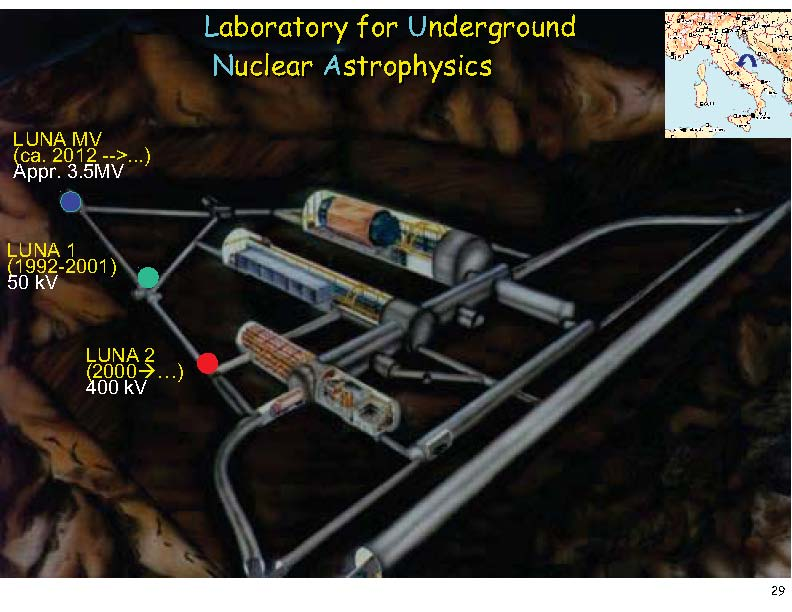 Laboratory for Underground
Nuclear Astrophysics
LUNA MV
(ca. 2012 -->...)
Appr. 3.5MV
LUNA 1
(1992-2001)
50 kV
LUNA 2
(2000→…)
400 kV
29